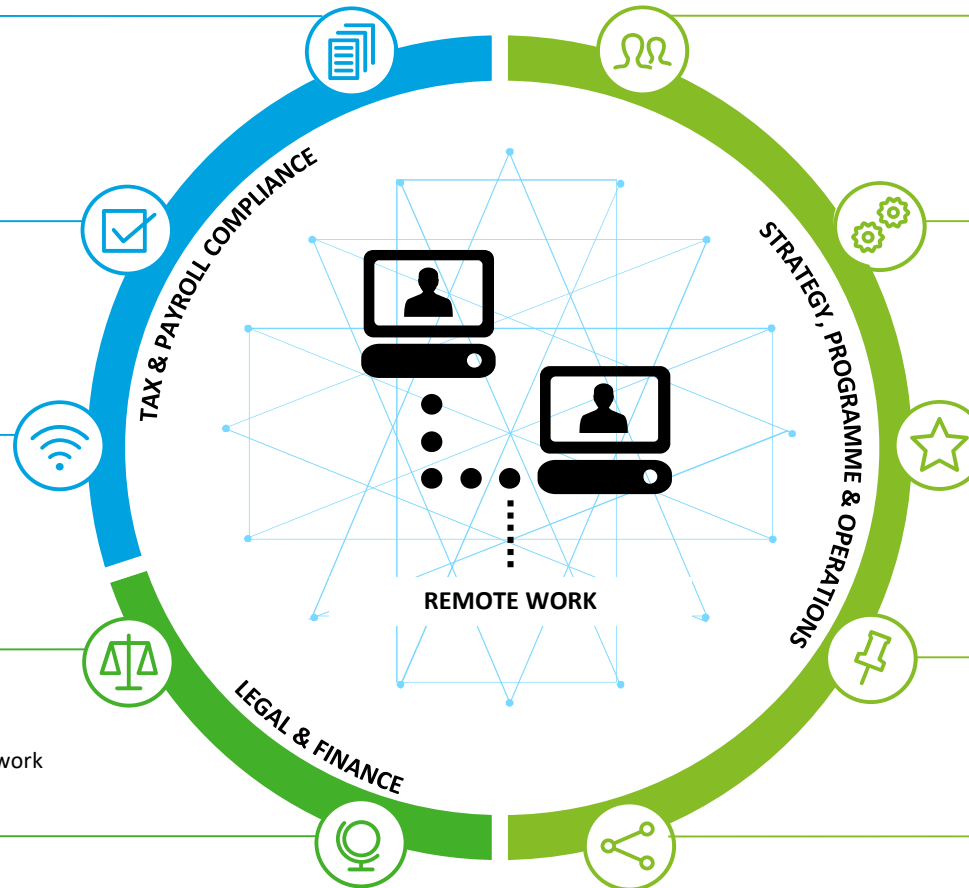 TAX & PAYROLL COMPLIANCE
STRATEGY, PROGRAMME & OPERATIONS
REMOTE WORK
LEGAL & FINANCE
work